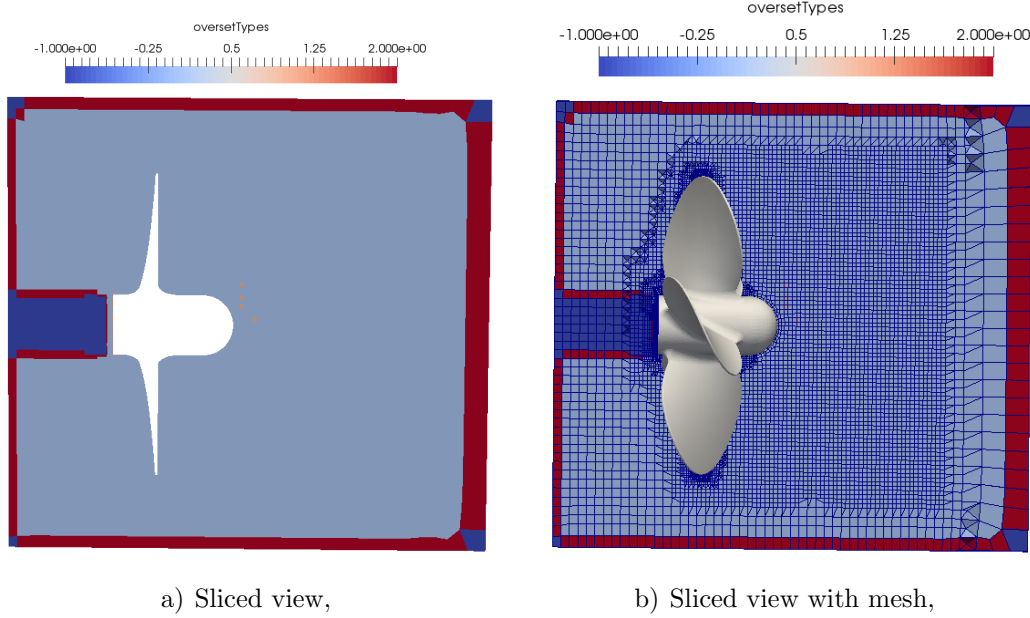 oversetTypes
-1.000e+00 -0.25 0.5 1.25 2.000e+00
a) Sliced view,
oversetTypes
-1.000e+00 -0.25 0.5 1.25 2.000e+00
b) Sliced view with mesh,